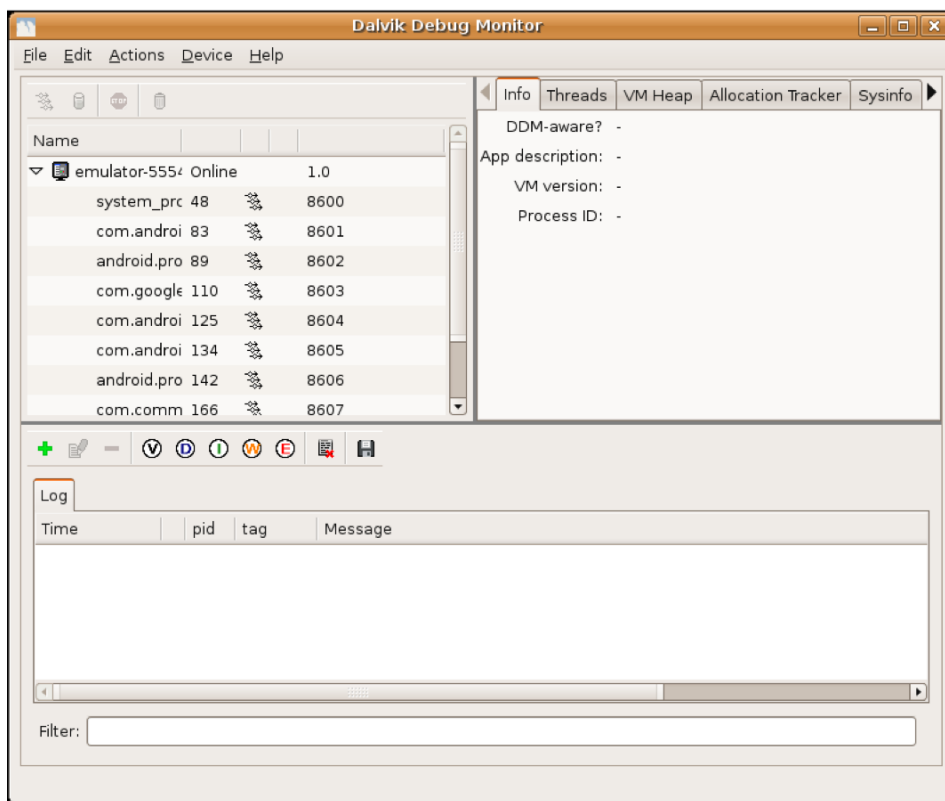 Dalvik Debug Monitor
File Edit Actions Device Help
Info Threads VM Heap Allocation Tracker Sysinfo
Name
DDM-aware? -
App description: -
VM version: -
Process ID: -
emulator-5554 Online 1.0
system_prc 48 8600
com.androi 83 8601
android.pro 89 8602
com.google 110 8603
com.androi 125 8604
com.androi 134 8605
android.pro 142 8606
com.comm 166 8607
V D I W E
Log
Time pid tag Message
Filter: